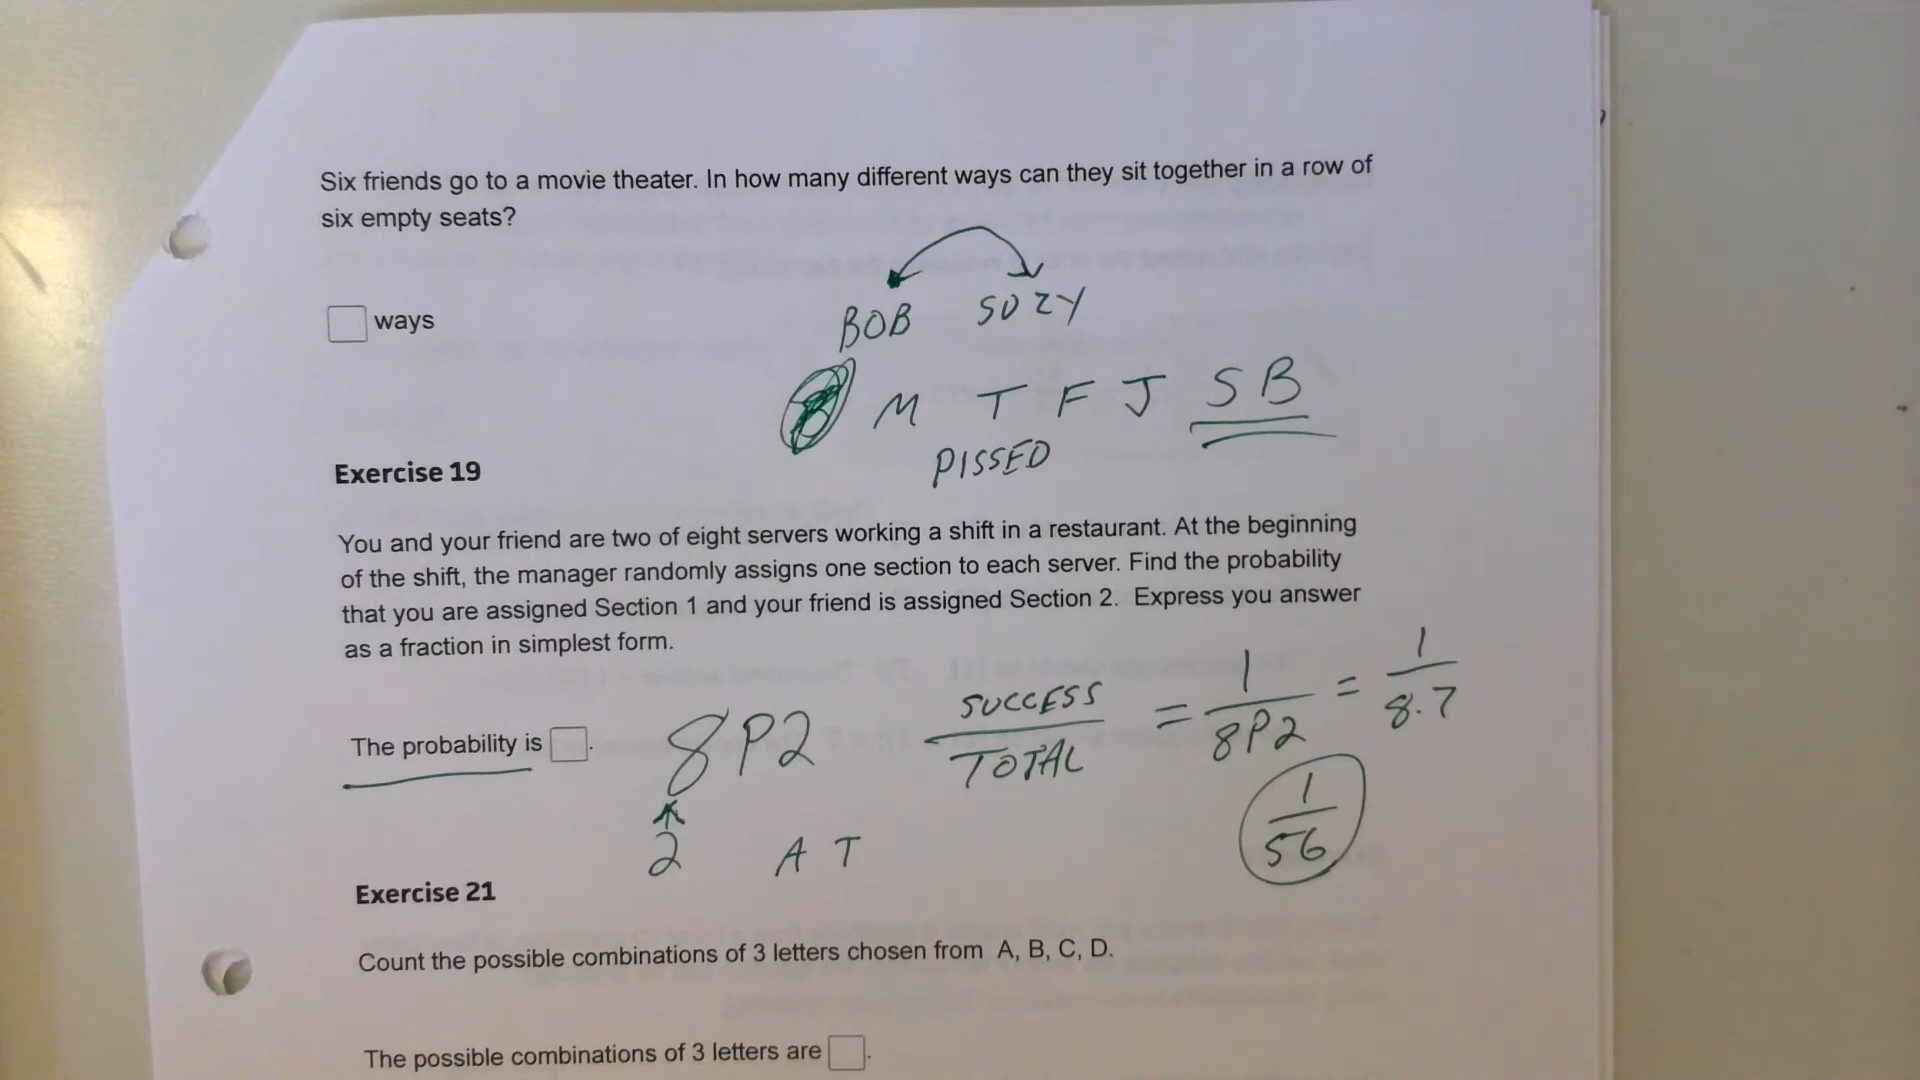 Six friends go to a movie theater. In how many different ways can they sit together in a row of
six empty seats?
BOB SUZY
ways
B M T F J S B
PISSED
Exercise 19
You and your friend are two of eight servers working a shift in a restaurant. At the beginning
of the shift, the manager randomly assigns one section to each server. Find the probability
that you are assigned Section 1 and your friend is assigned Section 2. Express you answer
as a fraction in simplest form.
The probability is . 8P2 SUCCESS/TOTAL = 1/8P2 = 1/8.7
2 A T 1/56
Exercise 21
Count the possible combinations of 3 letters chosen from A, B, C, D.
The possible combinations of 3 letters are .